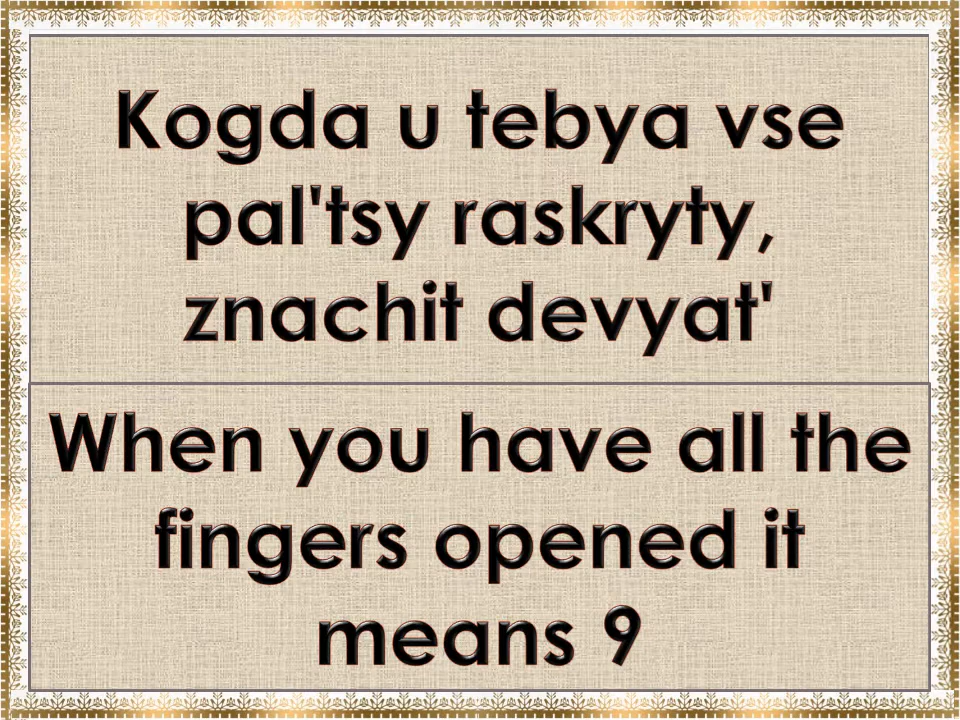 Kogda u tebya vse
pal'tsy raskryty,
znachit devyat'
When you have all the
fingers opened it
means 9